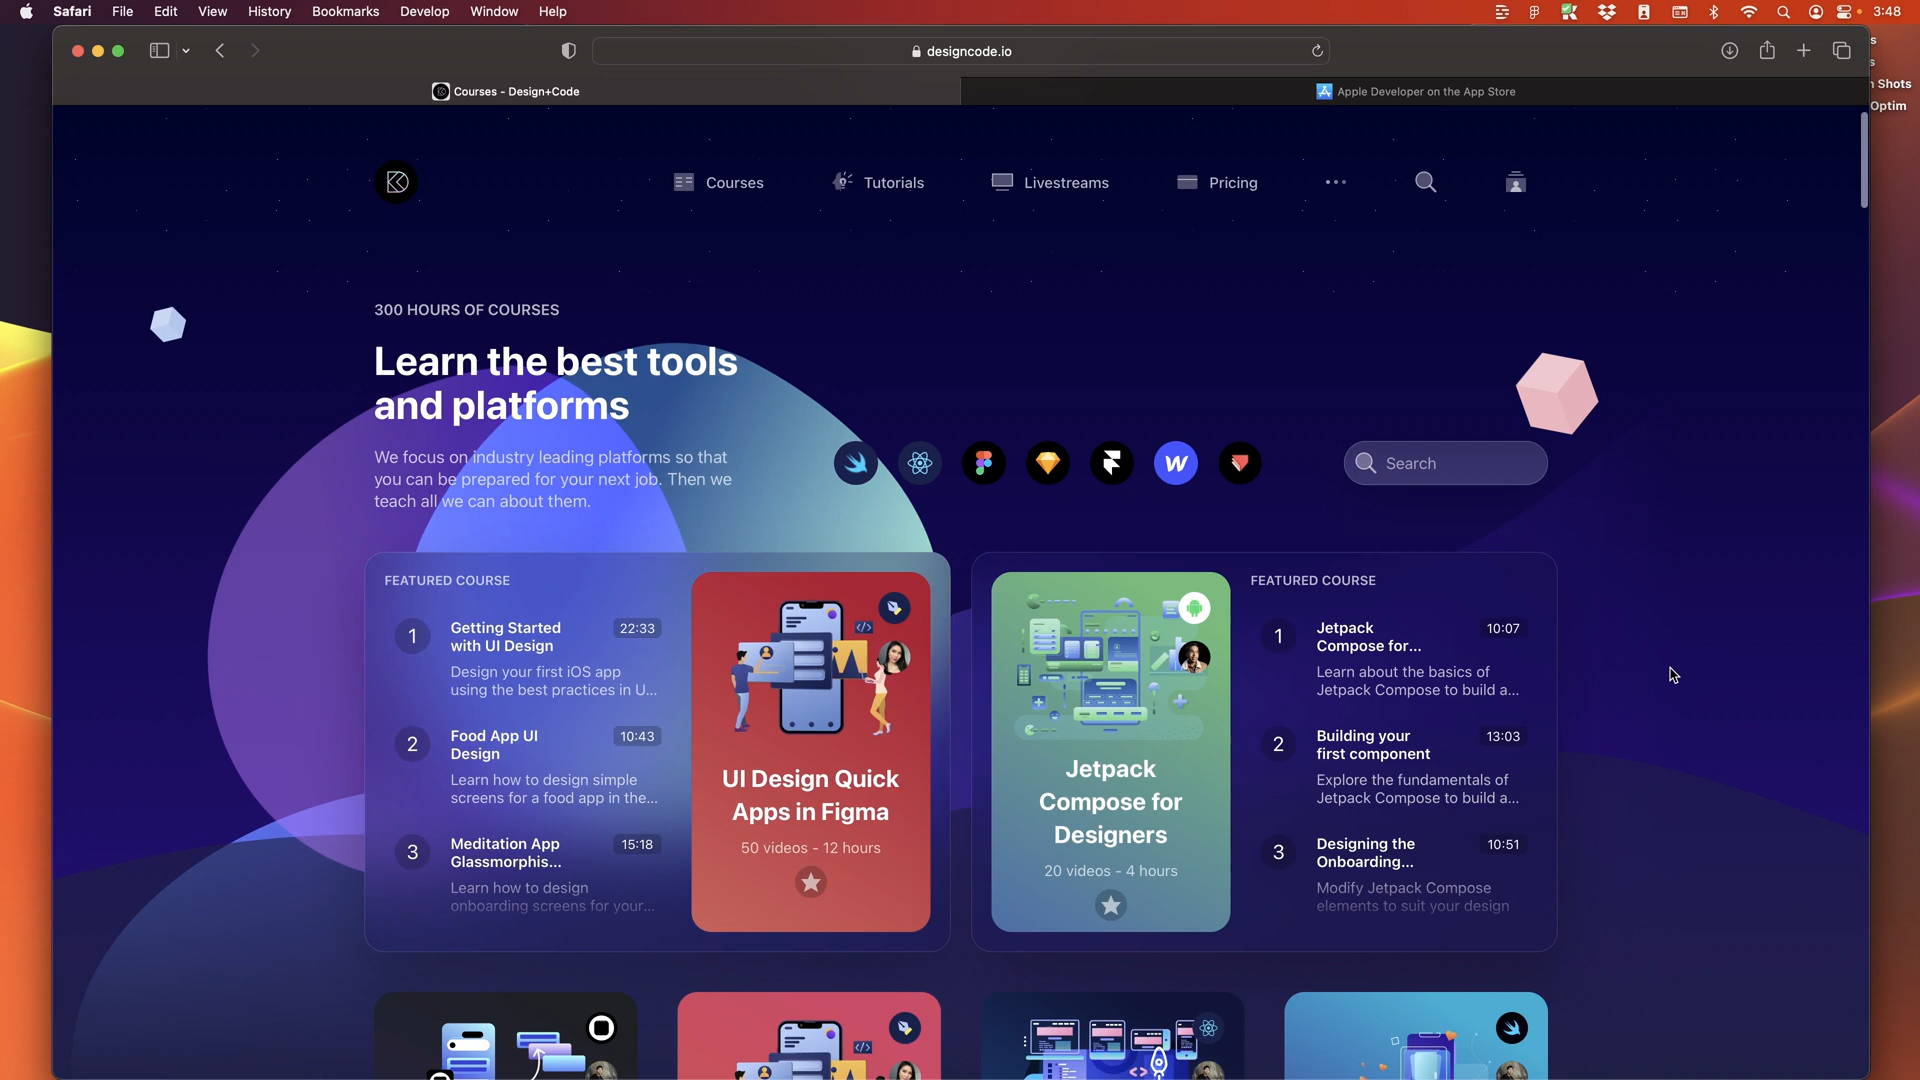 Safari File Edit View History Bookmarks Develop Window Help 3:48
designcode.io
Courses - Design+Code
Apple Developer on the App Store
Shots
Optim
Courses
Tutorials
Livestreams
Pricing
300 HOURS OF COURSES
Learn the best tools
and platforms
We focus on industry leading platforms so that
you can be prepared for your next job. Then we
teach all we can about them.
W
Search
FEATURED COURSE
1
Getting Started
with UI Design
22:33
Design your first iOS app
using the best practices in U...
2
Food App UI
Design
10:43
Learn how to design simple
screens for a food app in the...
3
Meditation App
Glassmorphis...
15:18
Learn how to design
onboarding screens for your...
UI Design Quick
Apps in Figma
50 videos - 12 hours
Jetpack
Compose for
Designers
20 videos - 4 hours
FEATURED COURSE
1
Jetpack
Compose for...
10:07
Learn about the basics of
Jetpack Compose to build a...
2
Building your
first component
13:03
Explore the fundamentals of
Jetpack Compose to build a...
3
Designing the
Onboarding...
10:51
Modify Jetpack Compose
elements to suit your design